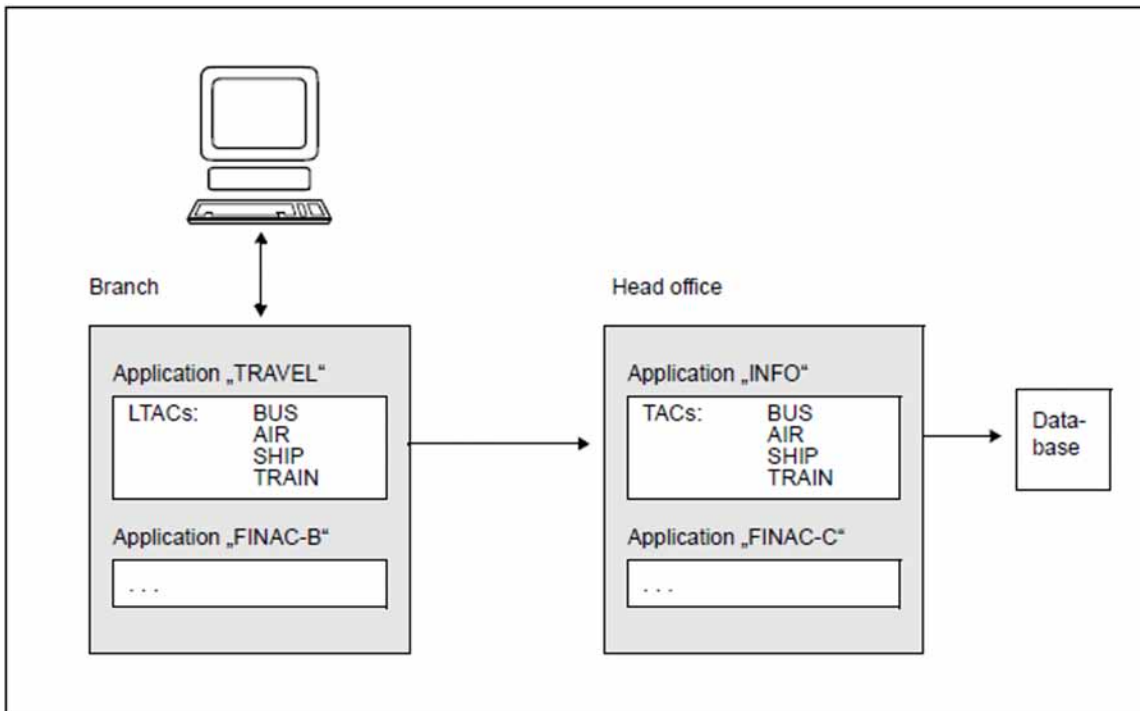 Branch
Head office
Application „TRAVEL“
LTACs: BUS
AIR
SHIP
TRAIN
Application „FINAC-B“
. . .
Application „INFO“
TACs: BUS
AIR
SHIP
TRAIN
Application „FINAC-C“
. . .
Data-
base